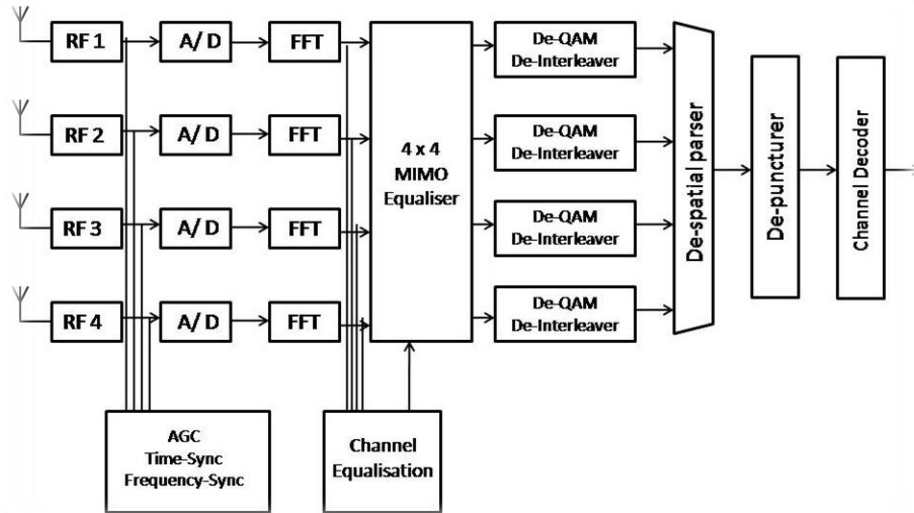 RF 1
A/ D
FFT
De-QAM
De-Interleaver
RF 2
A/ D
FFT
De-QAM
De-Interleaver
RF 3
A/ D
FFT
De-QAM
De-Interleaver
RF 4
A/ D
FFT
De-QAM
De-Interleaver
4 x 4
MIMO
Equaliser
De-spatial parser
De-puncturer
Channel Decoder
AGC
Time-Sync
Frequency-Sync
Channel
Equalisation